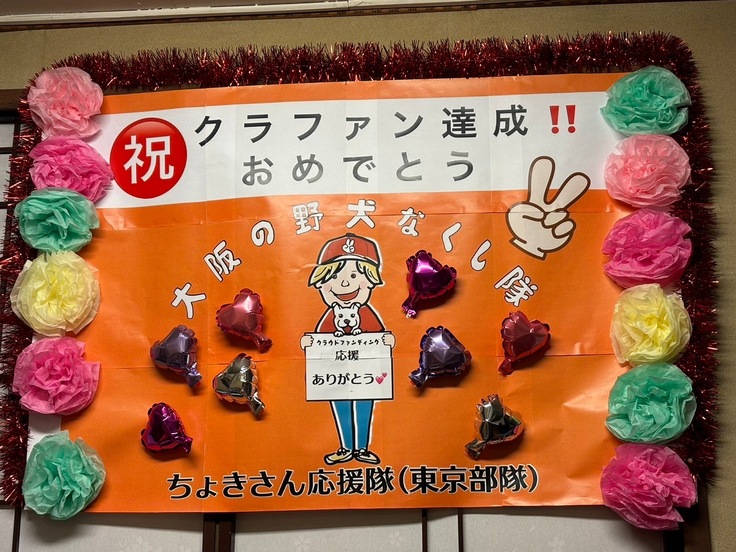 祝
クラファン達成‼
おめでとう
大阪の野犬なくし隊
クラウドファンディング
応援
ありがとう💕
ちょきさん応援隊(東京部隊)